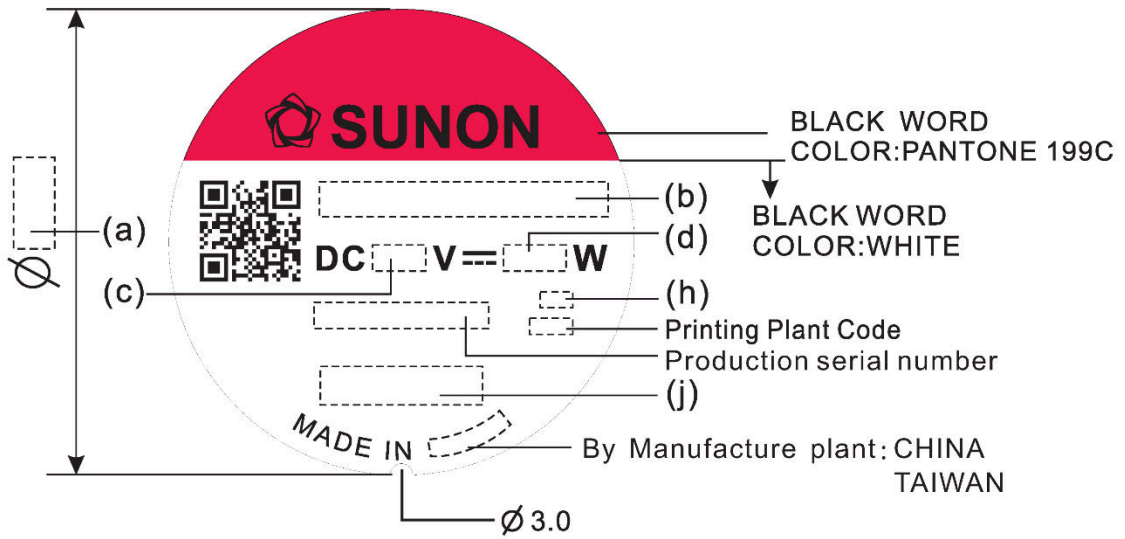 SUNON
BLACK WORD
COLOR:PANTONE 199C
(a)
(b)
BLACK WORD
COLOR:WHITE
DC V⎓ W
(d)
(c)
(h)
Printing Plant Code
Production serial number
(j)
MADE IN
By Manufacture plant: CHINA
TAIWAN
Ø
Ø 3.0